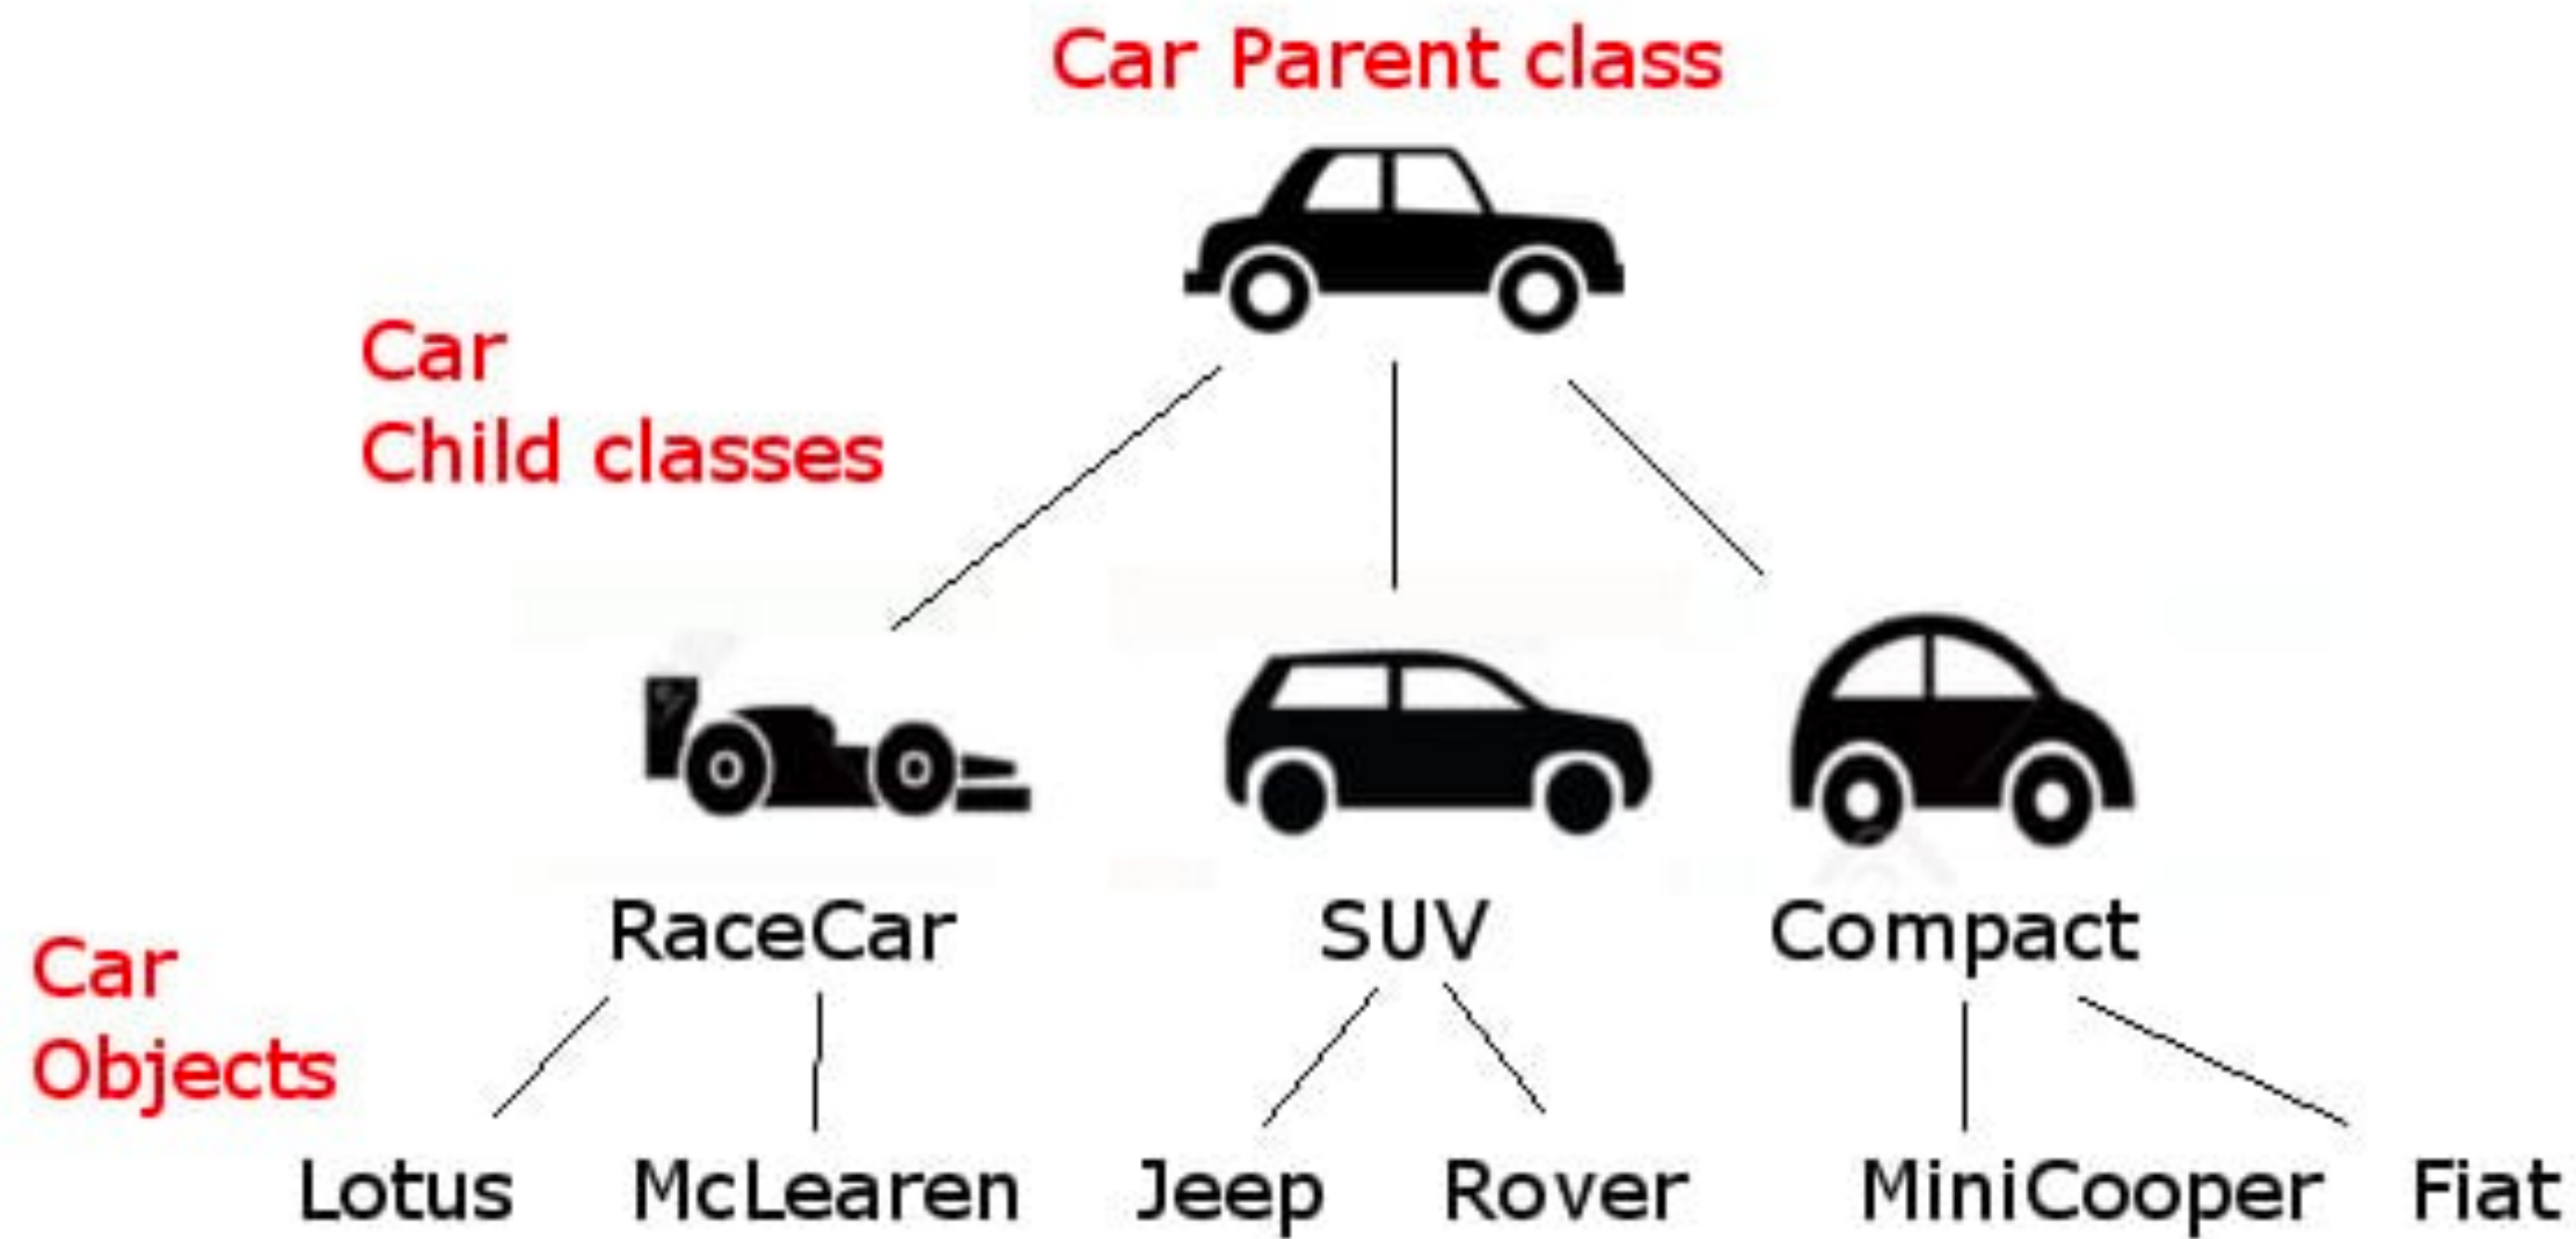 Car Parent class
Car
Child classes
RaceCar
SUV
Compact
Car
Objects
Lotus
McLearen
Jeep
Rover
MiniCooper
Fiat